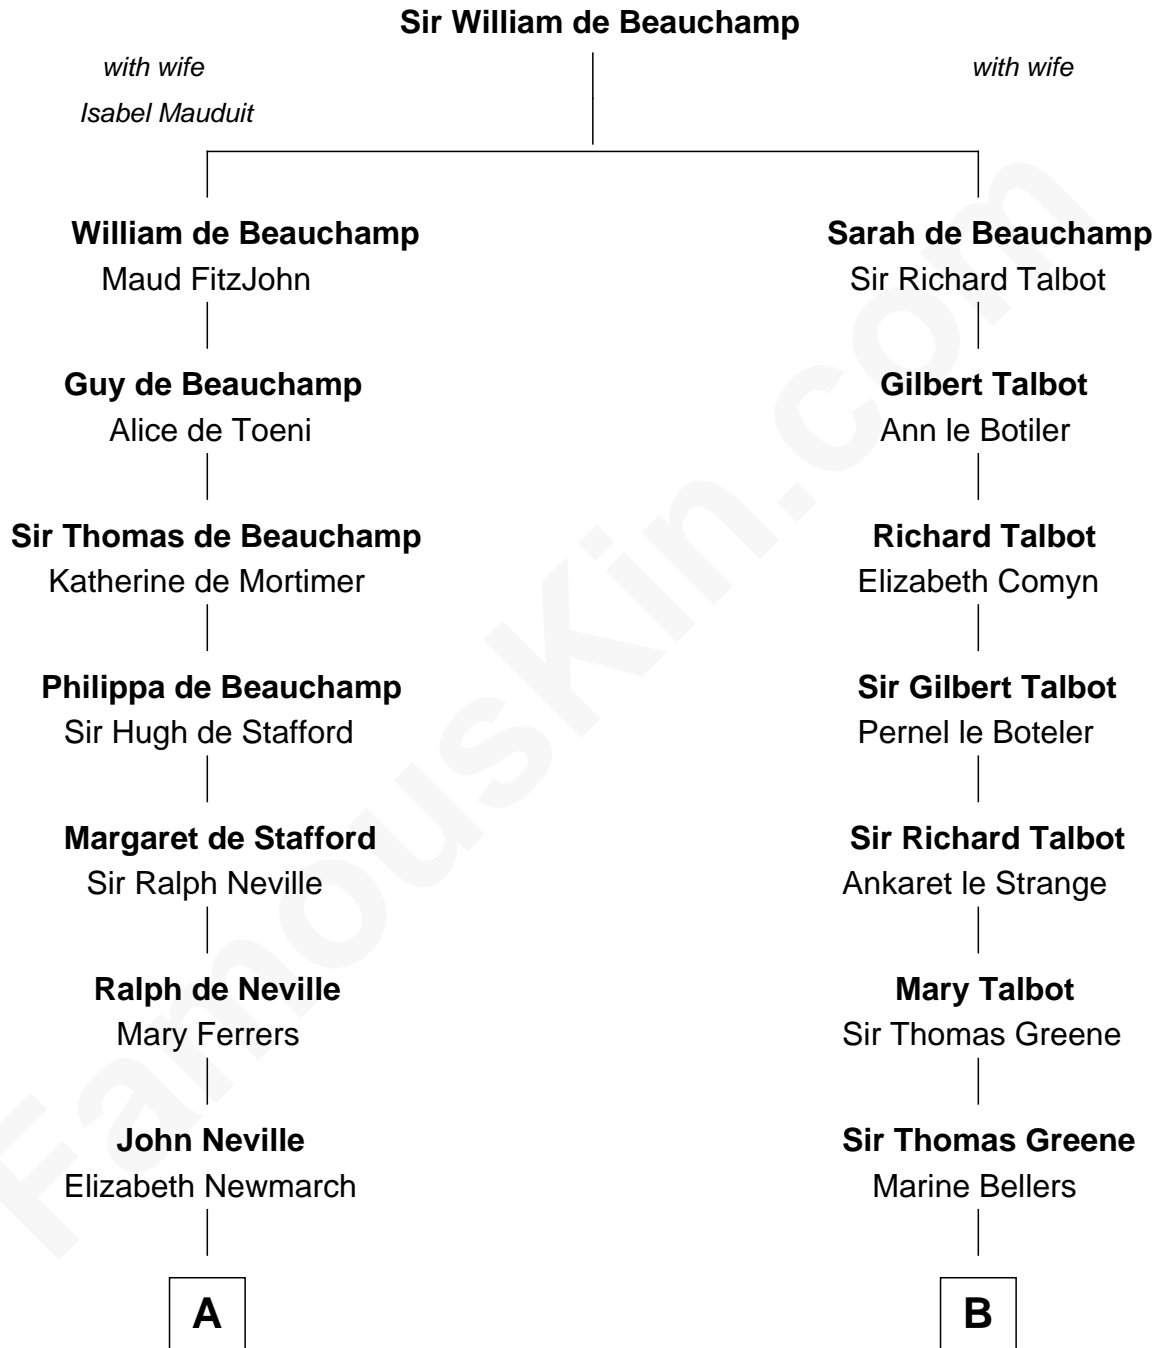 Sir William de Beauchamp
with wife
Isabel Mauduit
with wife
William de Beauchamp
Maud FitzJohn
Sarah de Beauchamp
Sir Richard Talbot
Guy de Beauchamp
Alice de Toeni
Gilbert Talbot
Ann le Botiler
Sir Thomas de Beauchamp
Katherine de Mortimer
Richard Talbot
Elizabeth Comyn
Philippa de Beauchamp
Sir Hugh de Stafford
Sir Gilbert Talbot
Pernel le Boteler
Margaret de Stafford
Sir Ralph Neville
Sir Richard Talbot
Ankaret le Strange
Ralph de Neville
Mary Ferrers
Mary Talbot
Sir Thomas Greene
John Neville
Elizabeth Newmarch
Sir Thomas Greene
Marine Bellers
A
B
FamousKin.com